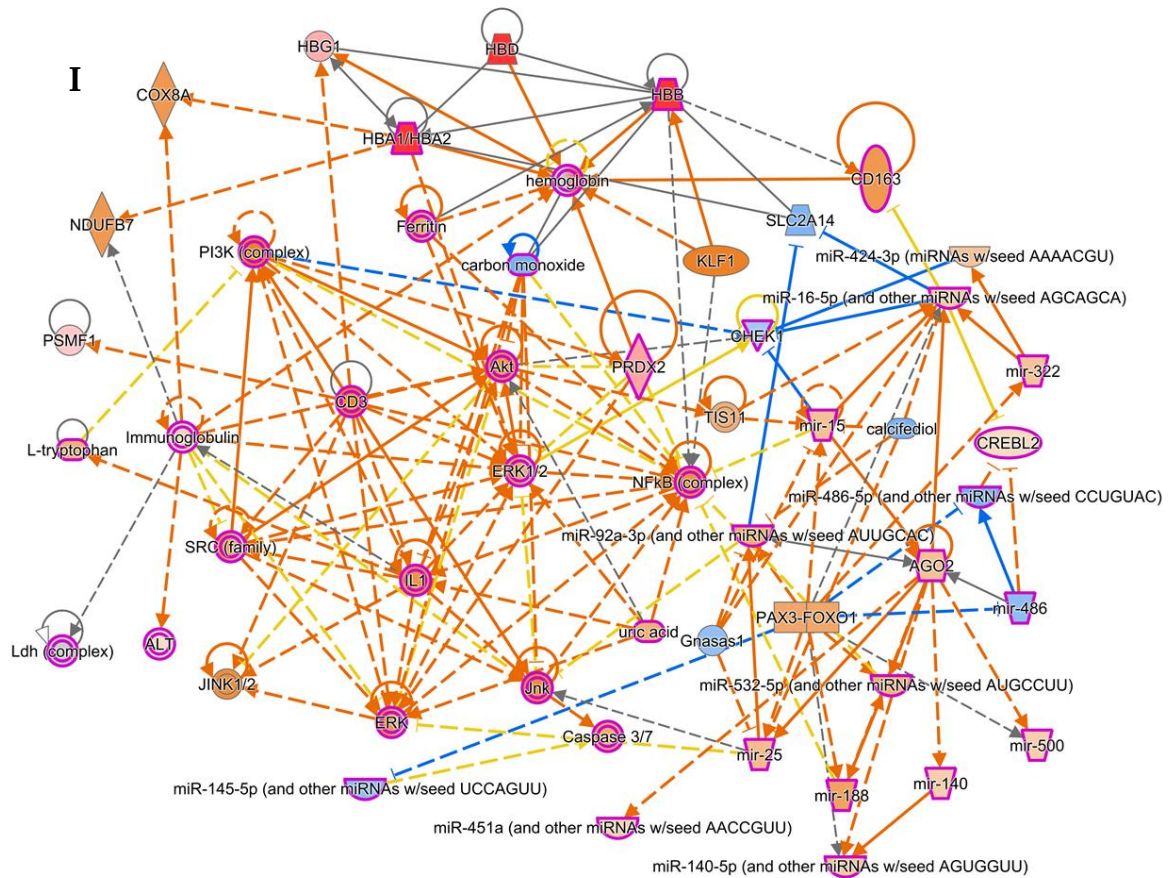 HBG1
HBD
I
COX8A
HBB
HBA1/HBA2
hemoglobin
CD163
NDUFB7
Ferritin
SLC2A14
PI3K (complex)
miR-424-3p (miRNAs w/seed AAAACGU)
carbon monoxide
KLF1
miR-16-5p (and other miRNAs w/seed AGCAGCA)
PSMF1
CHEK1
Akt
PRDX2
mir-322
CD3
TIS11
L-tryptophan
Immunoglobulin
mir-15
calcifediol
CREBL2
ERK1/2
NFkB (complex)
miR-486-5p (and other miRNAs w/seed CCUGUAC)
miR-92a-3p (and other miRNAs w/seed AUUGCAC)
SRC (family)
IL1
AGO2
PAX3-FOXO1
mir-486
uric acid
Gnasas1
Ldh (complex)
ALT
JINK1/2
Jnk
miR-532-5p (and other miRNAs w/seed AUGCCUU)
ERK
Caspase 3/7
mir-25
mir-500
miR-145-5p (and other miRNAs w/seed UCCAGUU)
mir-188
mir-140
miR-451a (and other miRNAs w/seed AACCGUU)
miR-140-5p (and other miRNAs w/seed AGUGGUU)